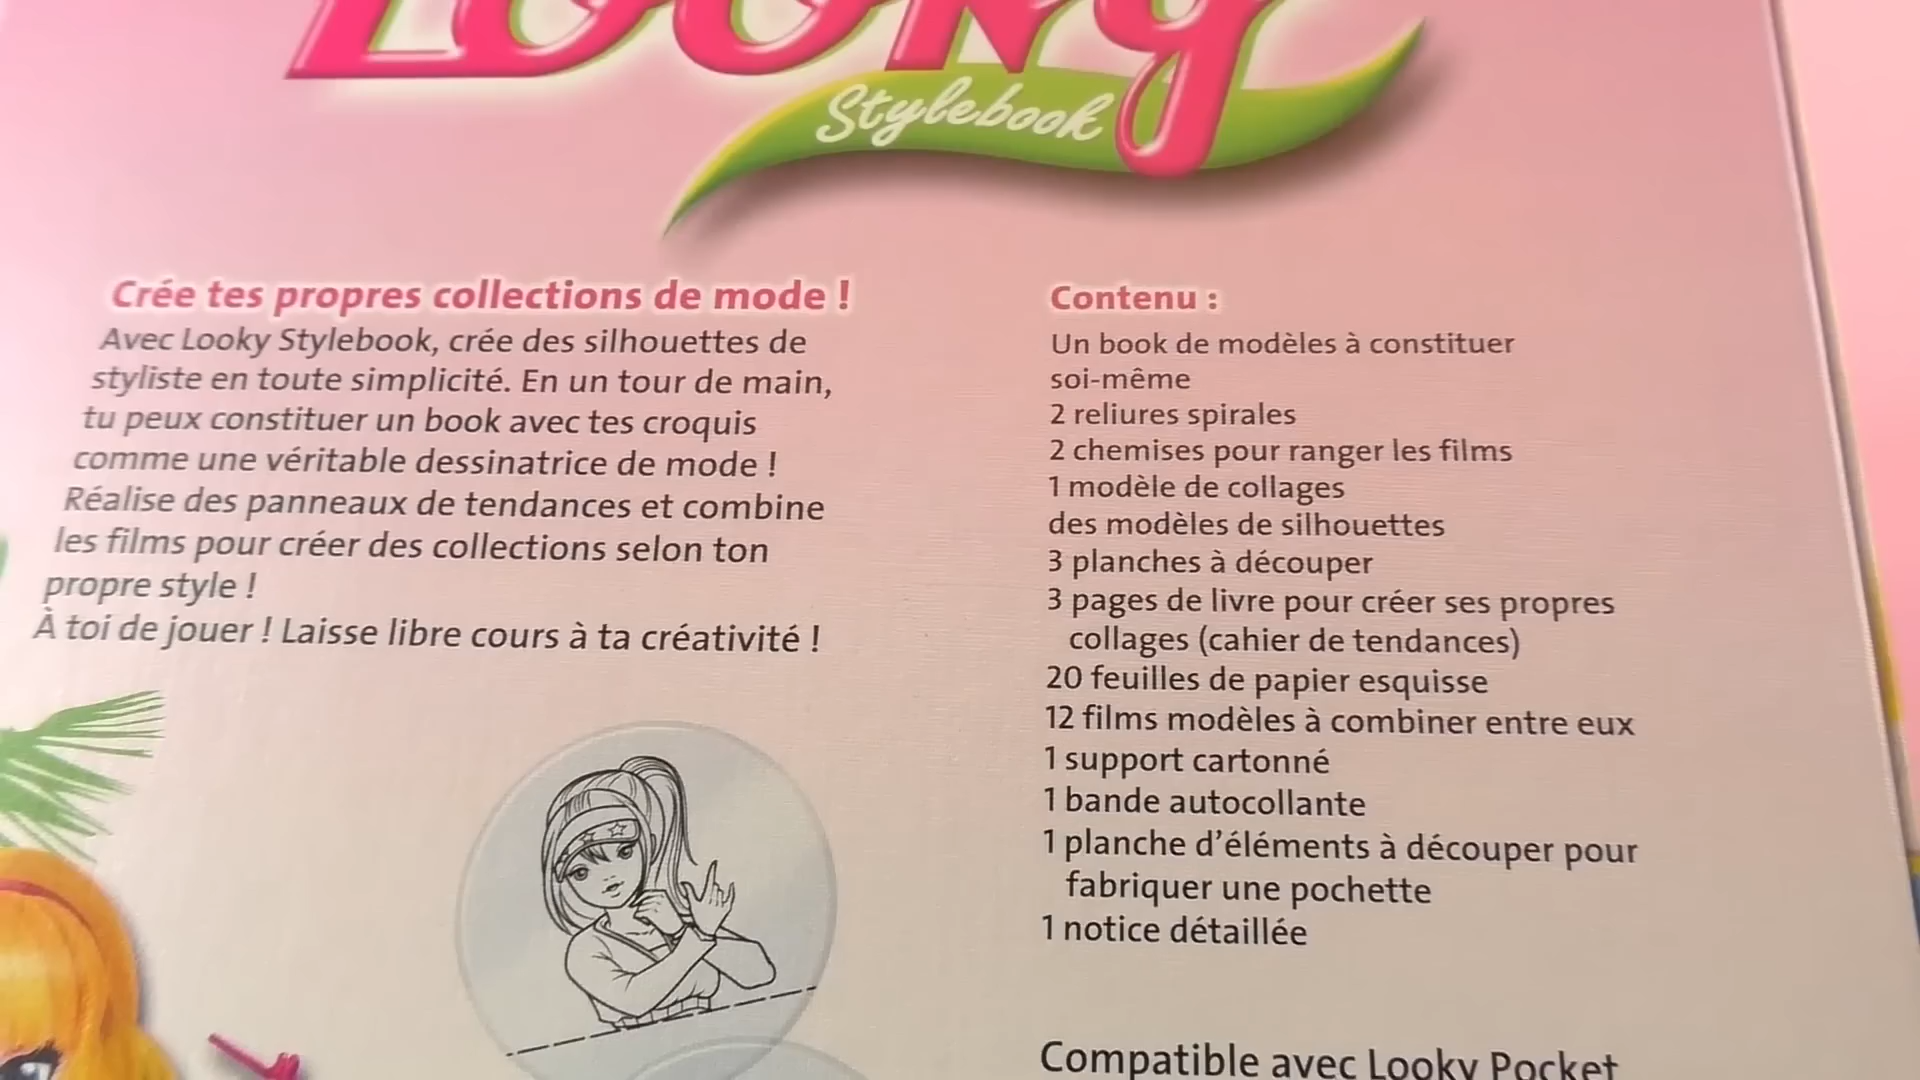 Looky
Stylebook
Crée tes propres collections de mode !
Avec Looky Stylebook, crée des silhouettes de
styliste en toute simplicité. En un tour de main,
tu peux constituer un book avec tes croquis
comme une véritable dessinatrice de mode !
Réalise des panneaux de tendances et combine
les films pour créer des collections selon ton
propre style !
À toi de jouer ! Laisse libre cours à ta créativité !
Contenu :
Un book de modèles à constituer
soi-même
2 reliures spirales
2 chemises pour ranger les films
1 modèle de collages
des modèles de silhouettes
3 planches à découper
3 pages de livre pour créer ses propres
collages (cahier de tendances)
20 feuilles de papier esquisse
12 films modèles à combiner entre eux
1 support cartonné
1 bande autocollante
1 planche d'éléments à découper pour
fabriquer une pochette
1 notice détaillée
Compatible avec Looky Pocket